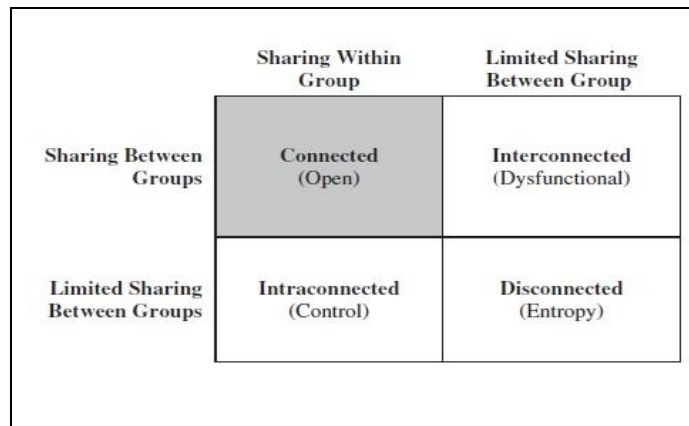 Sharing Within
Group
Limited Sharing
Between Group
Sharing Between
Groups
Connected
(Open)
Interconnected
(Dysfunctional)
Limited Sharing
Between Groups
Intraconnected
(Control)
Disconnected
(Entropy)